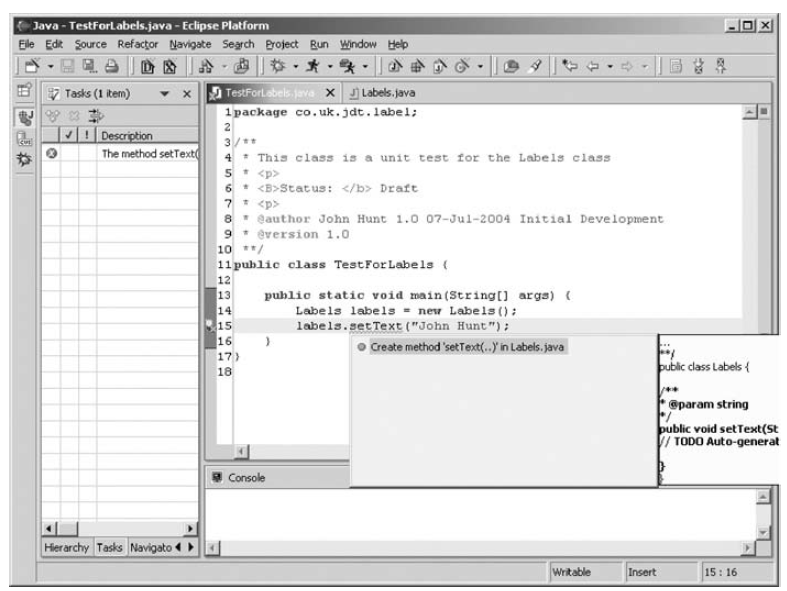 Java - TestForLabels.java - Eclipse Platform
File Edit Source Refactor Navigate Search Project Run Window Help
Tasks (1 item)
TestForLabels.java
Labels.java
! Description
The method setText(
1 package co.uk.jdt.label;
2
3 /**
4 * This class is a unit test for the Labels class
5 * <p>
6 * <B>Status: </b> Draft
7 * <p>
8 * @author John Hunt 1.0 07-Jul-2004 Initial Development
9 * @version 1.0
10 **/
11 public class TestForLabels {
12
13 public static void main(String[] args) {
14 Labels labels = new Labels();
15 labels.setText("John Hunt");
16 }
17 }
18
Create method 'setText(..)' in Labels.java
...
**/
public class Labels {
/**
* @param string
*/
public void setText(St
// TODO Auto-generat
}
}
Console
Hierarchy Tasks Navigato
Writable Insert 15 : 16